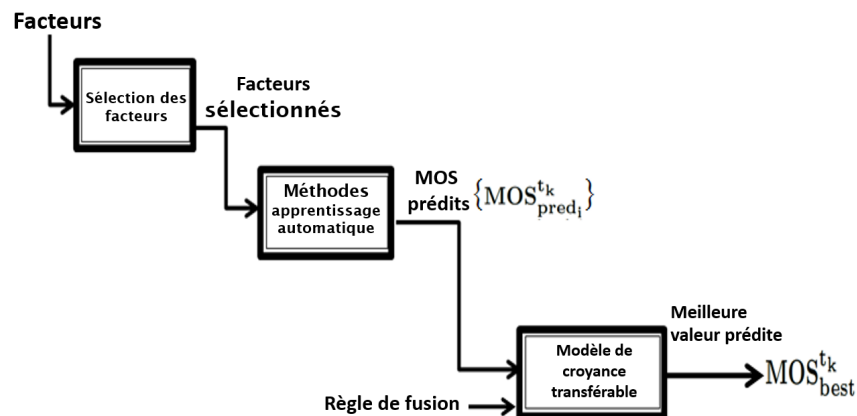 Facteurs
Sélection des
facteurs
Facteurs
sélectionnés
Méthodes
apprentissage
automatique
MOS
prédits {MOS^{t_k}_{pred_i}}
Modèle de
croyance
transférable
Règle de fusion
Meilleure
valeur prédite
MOS^{t_k}_{best}